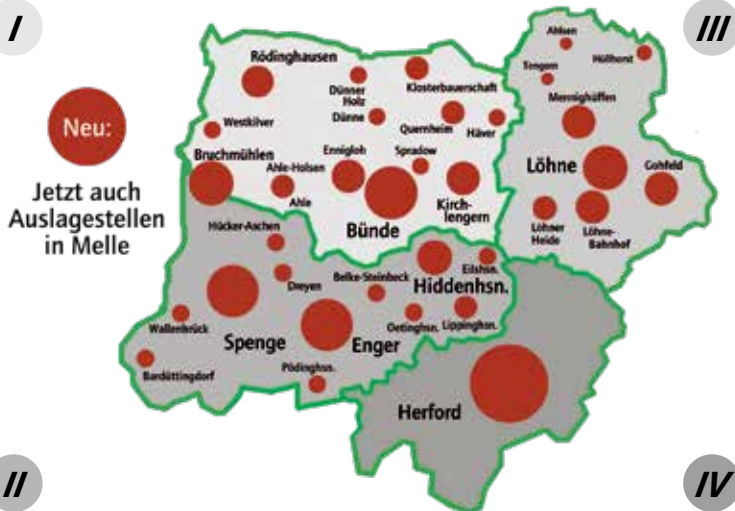 I
III
Neu:
Jetzt auch
Auslagestellen
in Melle
Rödinghausen
Dünner
Holz
Klosterbauerschaft
Dünne
Quernheim
Häver
Westkilver
Bruchmühlen
Ennigloh
Spradow
Ahle-Holsen
Ahle
Bünde
Kirch-
lengern
Ahlsen
Hüllhorst
Tengern
Mennighüffen
Löhne
Gohfeld
Löhner
Heide
Löhne-
Bahnhof
Hücker-Aschen
Dreyen
Belke-Steinbeck
Eilshsn.
Hiddenhsn.
Wallenbrück
Spenge
Enger
Oetinghsn.
Lippinghsn.
Bardüttingdorf
Pödinghsn.
Herford
II
IV